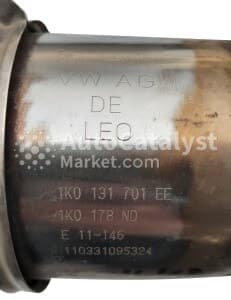 VW AG
DE
LEO
AutoCatalyst
Market.com
1K0 131 701 EE
1K0 178 ND
E 11-146
110331095324